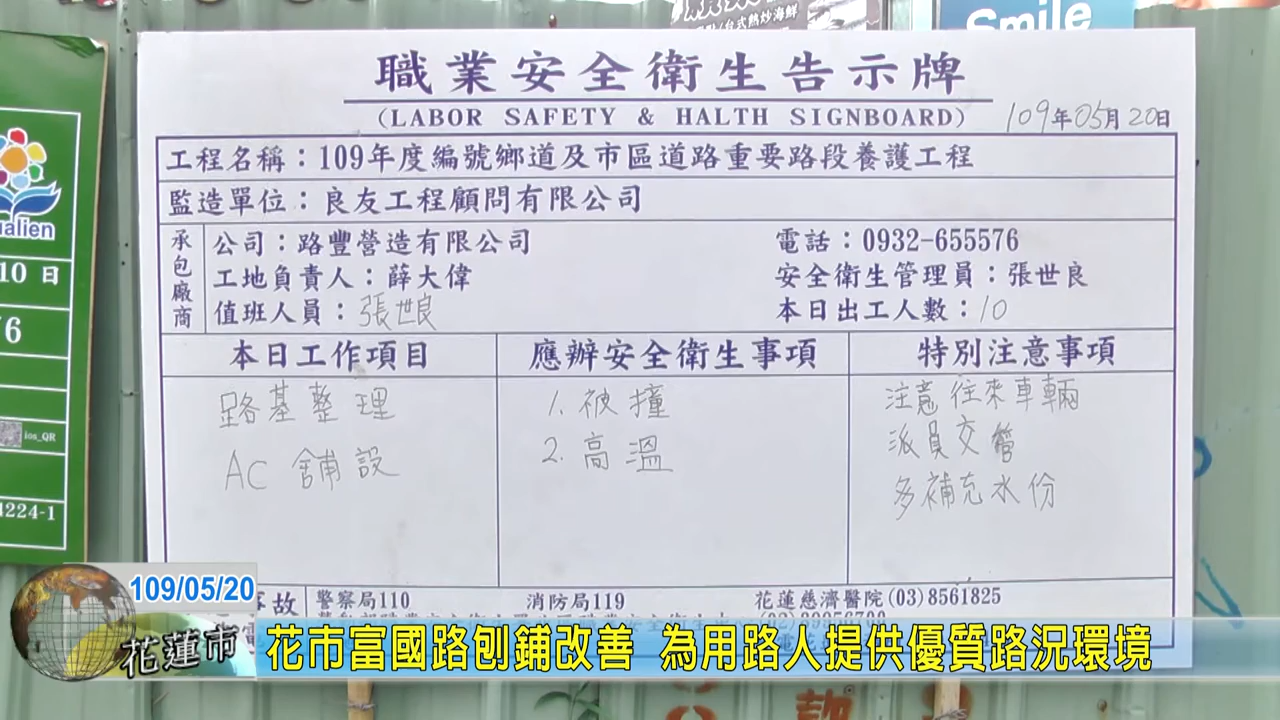 台式熱炒海鮮
Smile
職業安全衛生告示牌
(LABOR SAFETY & HALTH SIGNBOARD)
109年05月20日
工程名稱：109年度編號鄉道及市區道路重要路段養護工程
監造單位：良友工程顧問有限公司
承包廠商
公司：路豐營造有限公司
電話：0932-655576
工地負責人：薛大偉
安全衛生管理員：張世良
值班人員：張世良
本日出工人數：10
本日工作項目
應辦安全衛生事項
特別注意事項
路基整理
AC 舖設
1. 被撞
2. 高溫
注意往來車輛
派員交管
多補充水份
警察局110
消防局119
花蓮慈濟醫院(03)8561825
ualien
10 日
6
ios_QR
4224-1
109/05/20
花蓮市
花市富國路刨鋪改善 為用路人提供優質路況環境